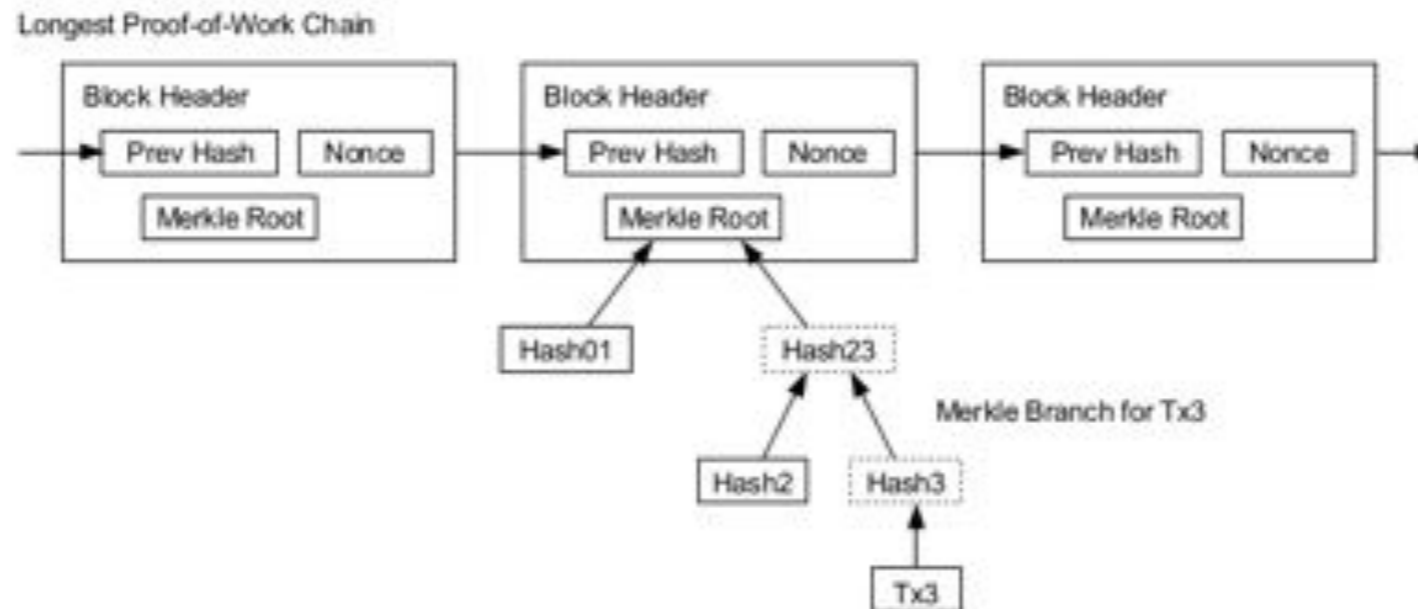 Longest Proof-of-Work Chain
Block Header Block Header Block Header
Prev Hash Nonce Prev Hash Nonce Prev Hash Nonce
Merkle Root Merkle Root Merkle Root
Hash01 Hash23
Merkle Branch for Tx3
Hash2 Hash3
Tx3